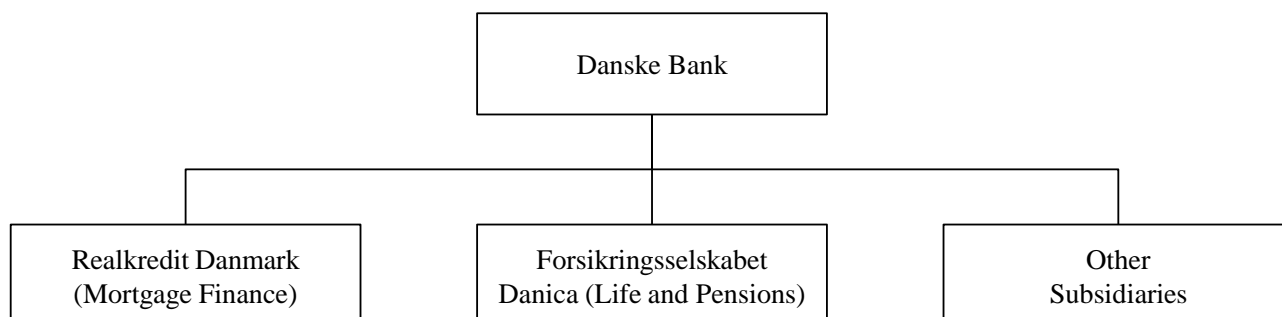 Danske Bank
Realkredit Danmark
(Mortgage Finance)
Forsikringsselskabet
Danica (Life and Pensions)
Other
Subsidiaries